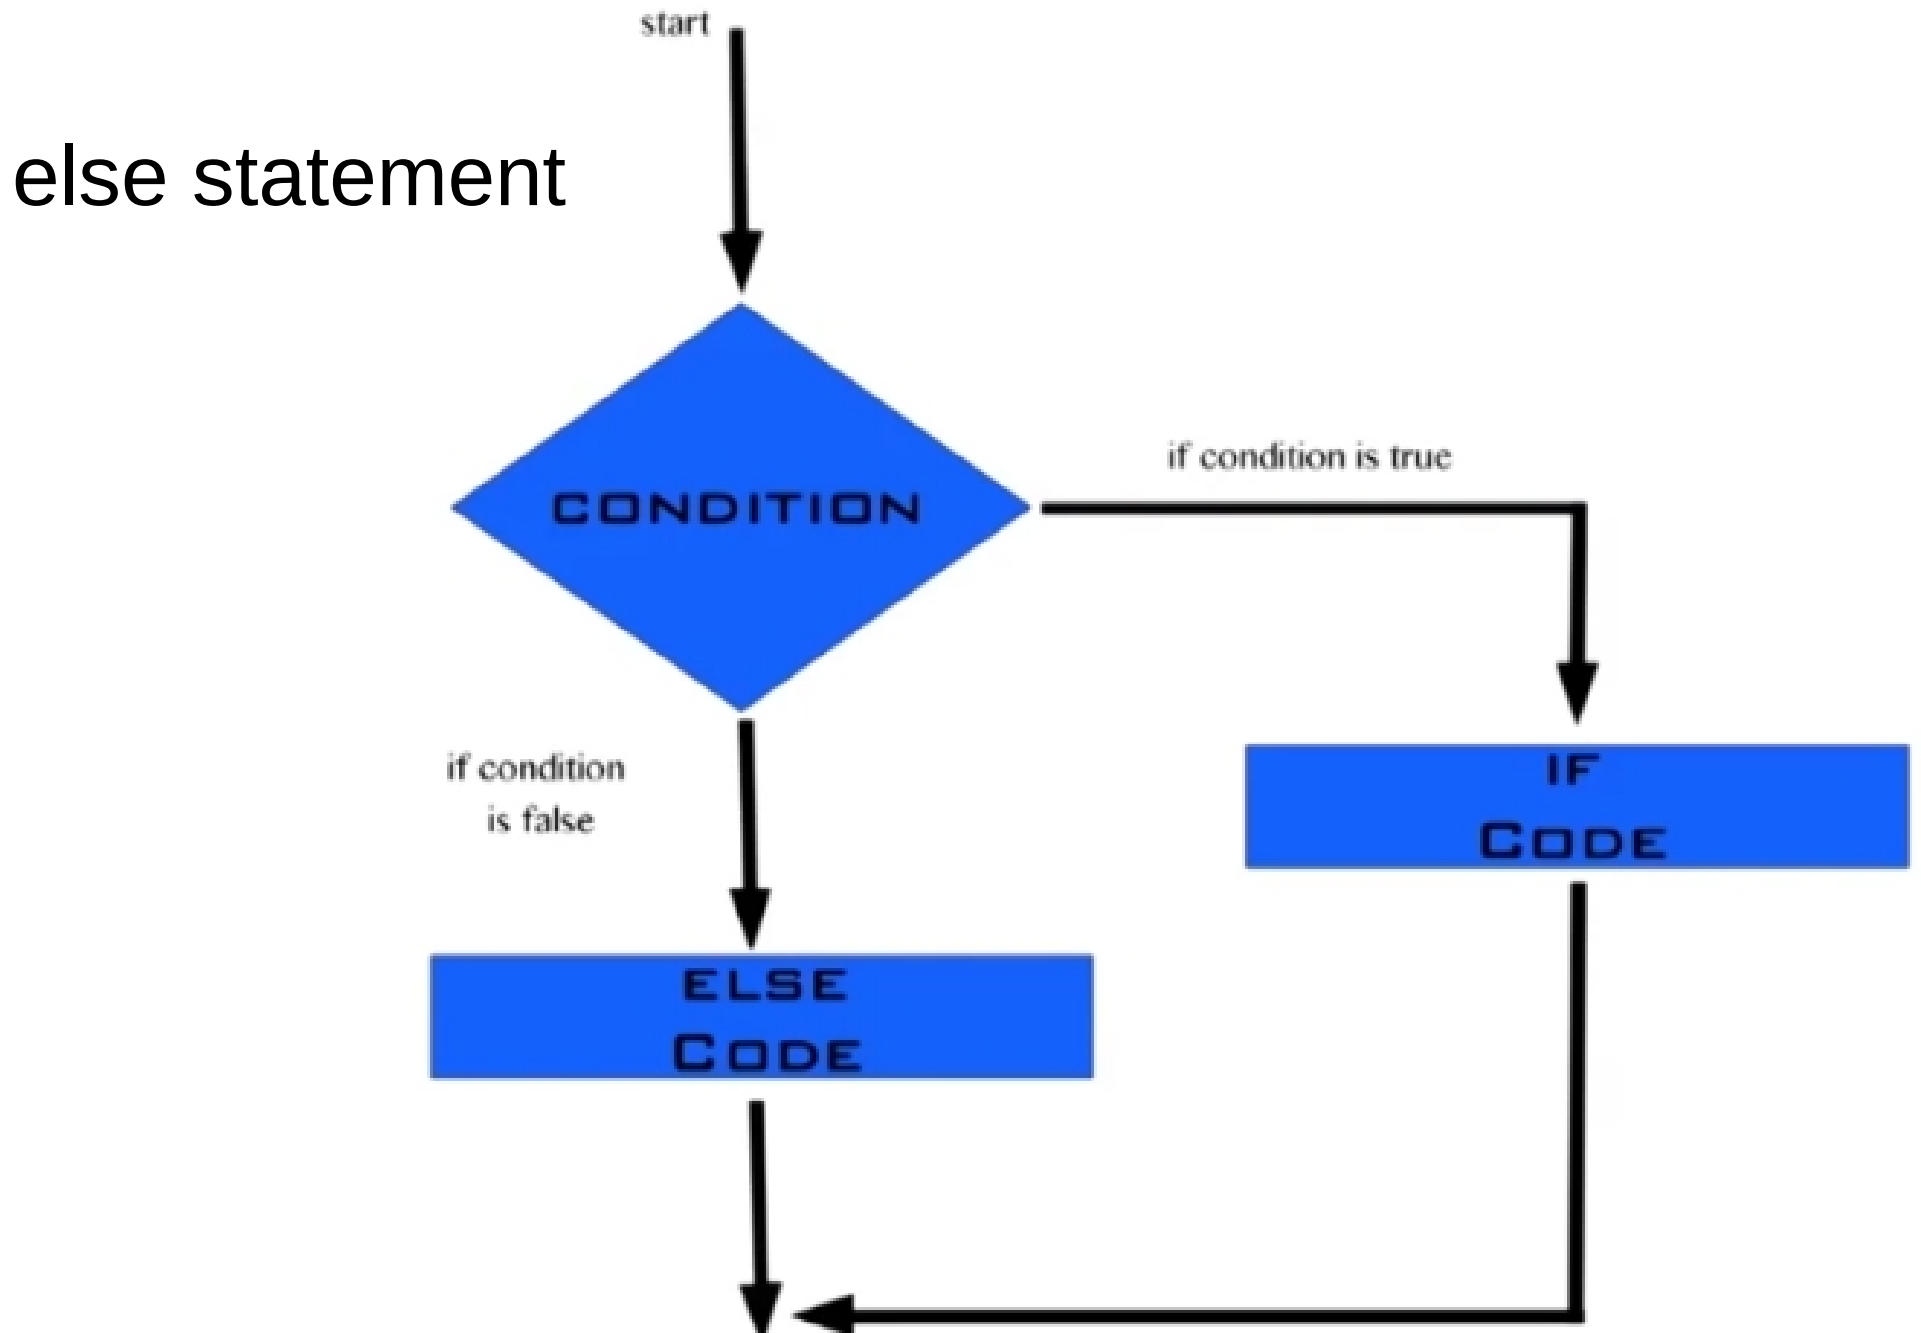 start
else statement
if condition is true
CONDITION
if condition
is false
IF
CODE
ELSE
CODE